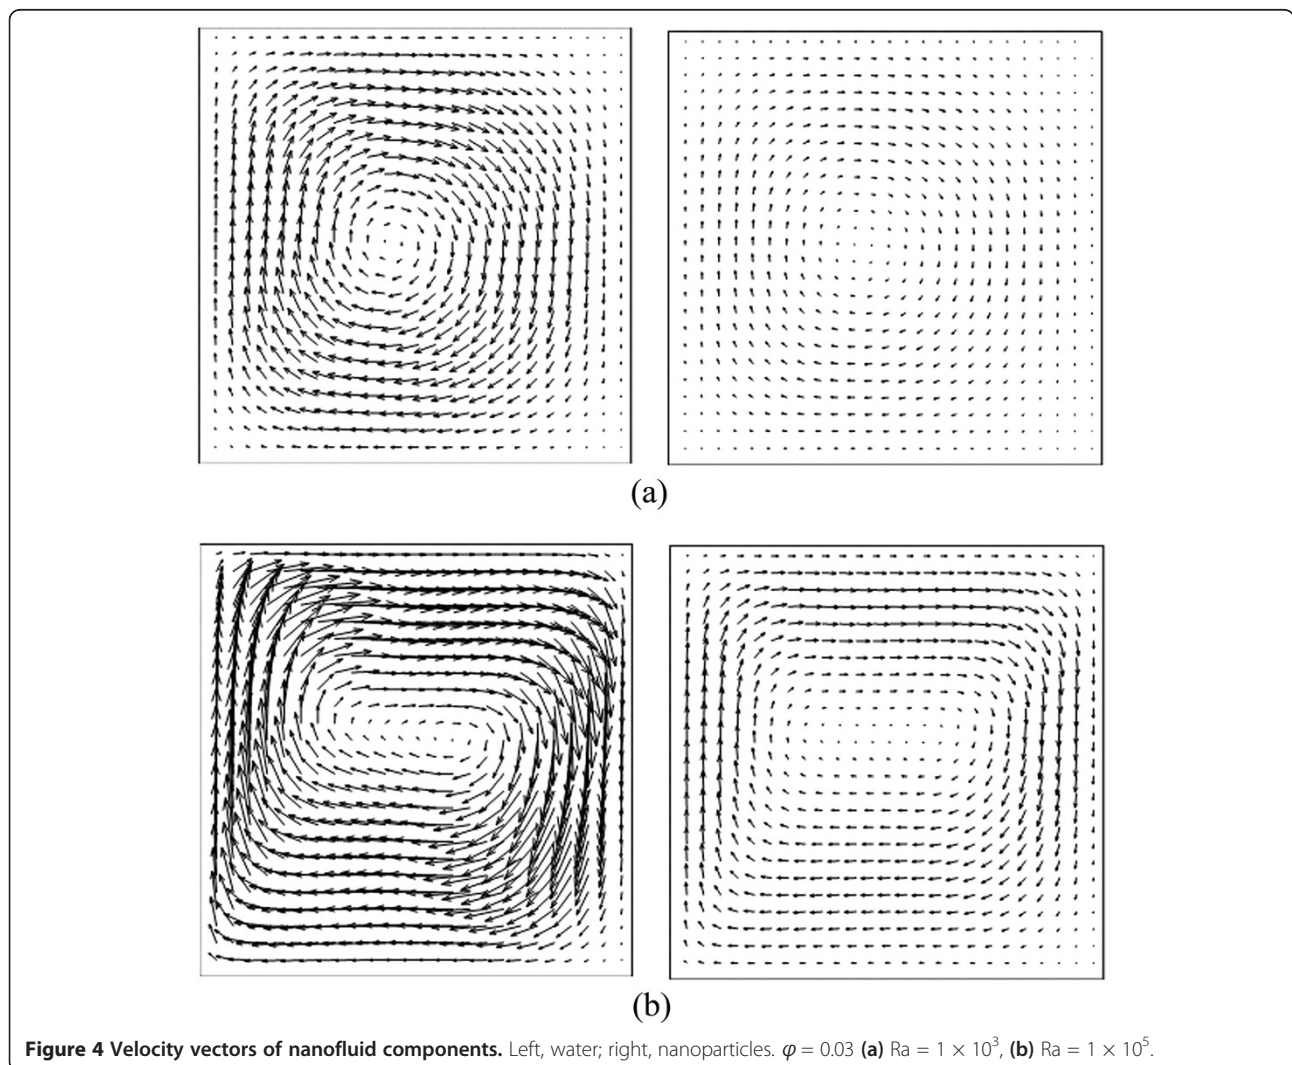 (a)
(b)
Figure 4 Velocity vectors of nanofluid components. Left, water; right, nanoparticles. φ = 0.03 (a) Ra = 1 × 10³, (b) Ra = 1 × 10⁵.